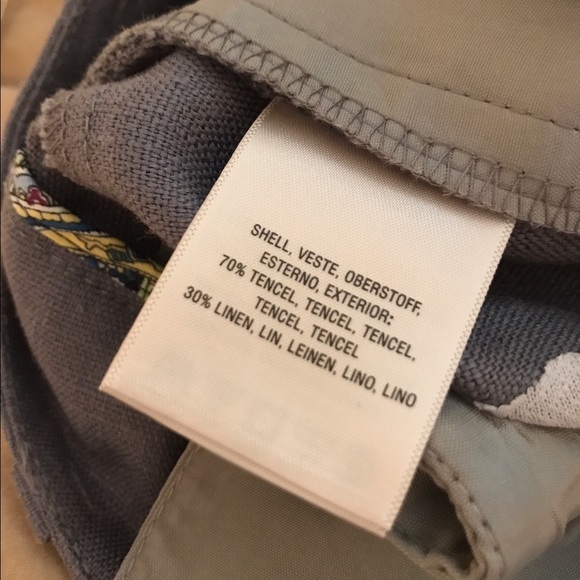 SHELL, VESTE, OBERSTOFF,
ESTERNO, EXTERIOR:
70% TENCEL, TENCEL, TENCEL,
TENCEL, TENCEL
30% LINEN, LIN, LEINEN, LINO, LINO